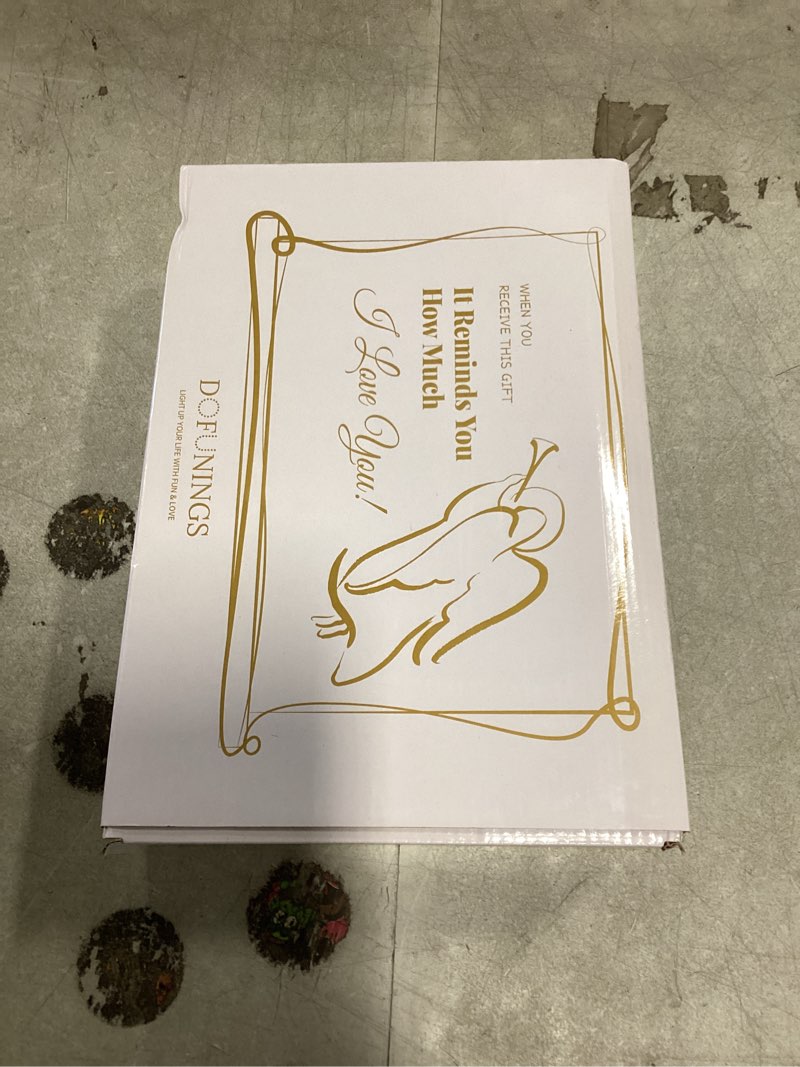 WHEN YOU
RECEIVE THIS GIFT
It Reminds You
How Much
I Love You!
DOFUNINGS
LIGHT UP YOUR LIFE WITH FUN & LOVE